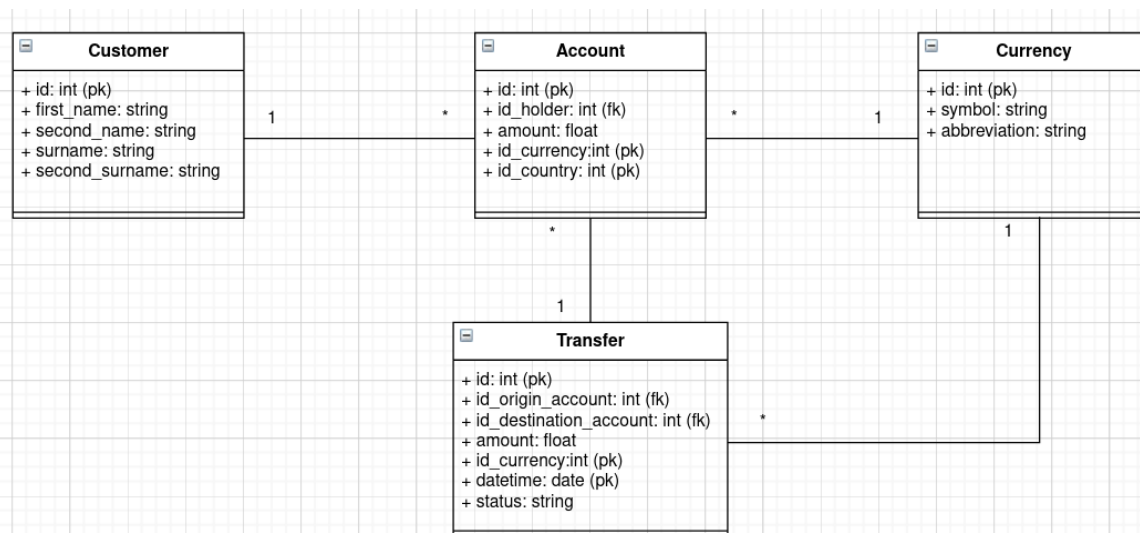 Customer
+ id: int (pk)
+ first_name: string
+ second_name: string
+ surname: string
+ second_surname: string
1
*
Account
+ id: int (pk)
+ id_holder: int (fk)
+ amount: float
+ id_currency:int (pk)
+ id_country: int (pk)
*
1
Currency
+ id: int (pk)
+ symbol: string
+ abbreviation: string
*
1
1
Transfer
+ id: int (pk)
+ id_origin_account: int (fk)
+ id_destination_account: int (fk)
+ amount: float
+ id_currency:int (pk)
+ datetime: date (pk)
+ status: string
*